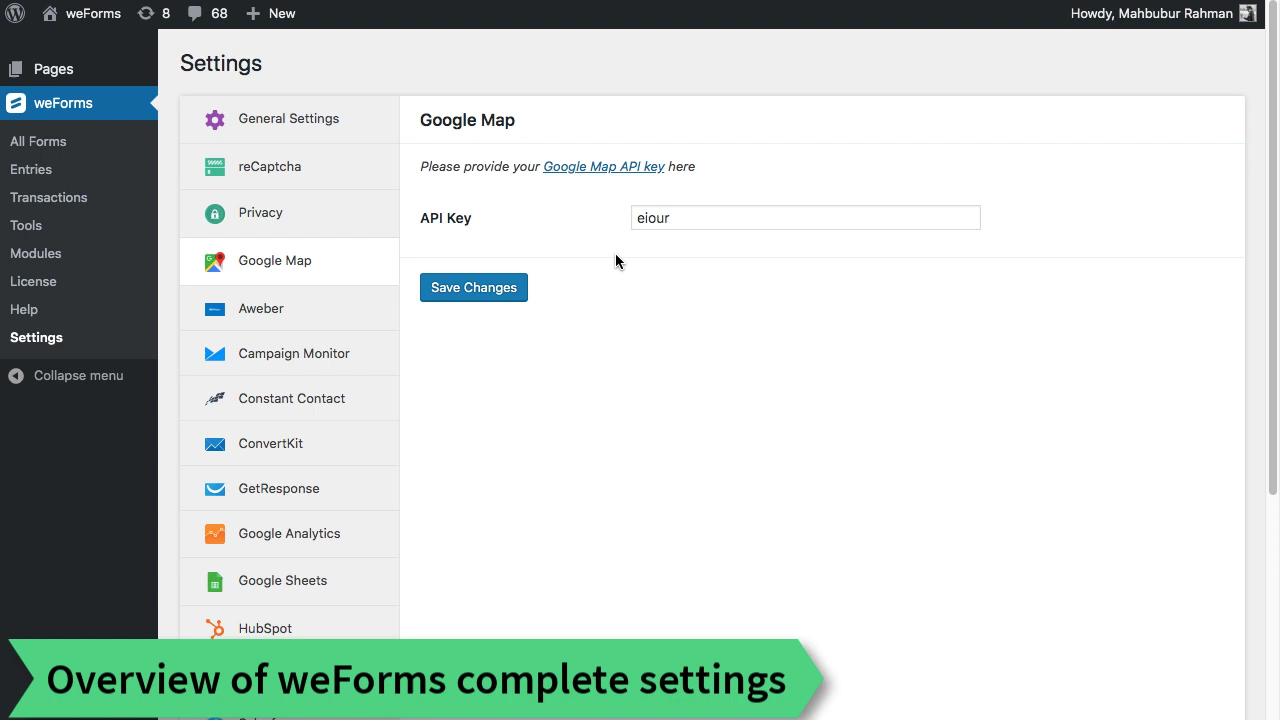 weForms 8 68 New Howdy, Mahbubur Rahman
Pages
weForms
All Forms
Entries
Transactions
Tools
Modules
License
Help
Settings
Collapse menu
Settings
General Settings
reCaptcha
Privacy
Google Map
Aweber
Campaign Monitor
Constant Contact
ConvertKit
GetResponse
Google Analytics
Google Sheets
HubSpot
Google Map
Please provide your Google Map API key here
API Key eiour
Save Changes
Overview of weForms complete settings